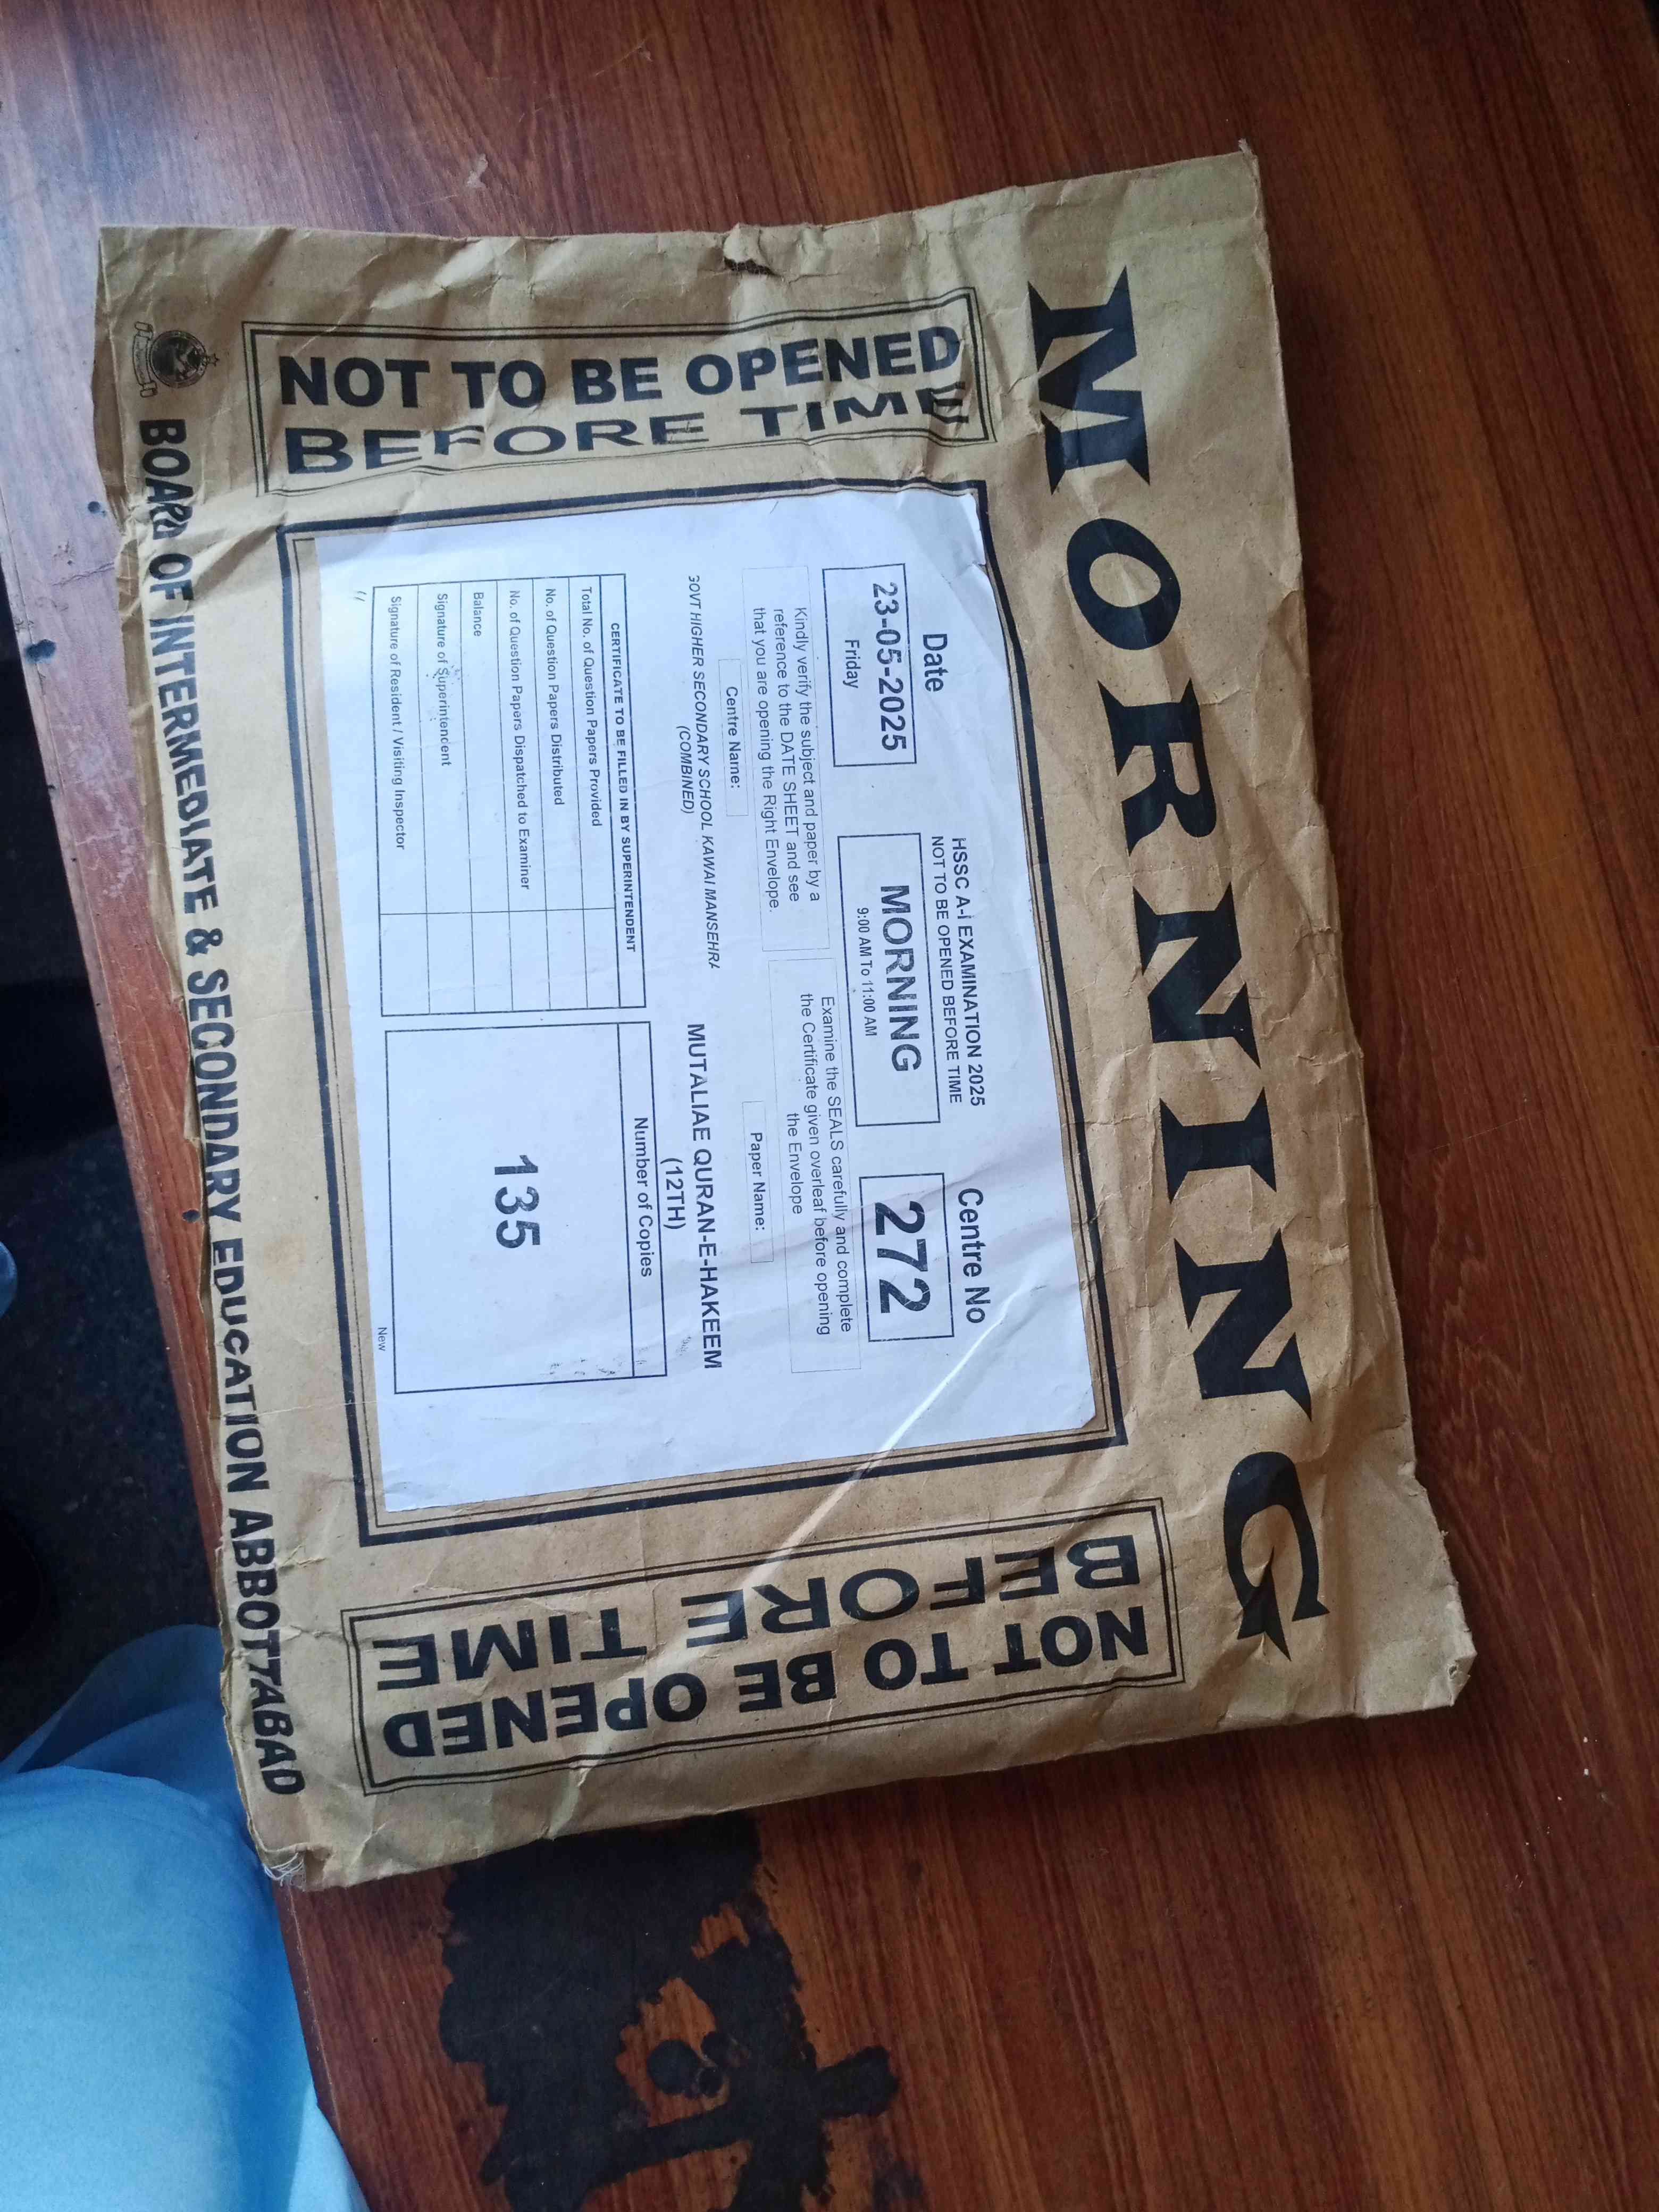 MORNING
NOT TO BE OPENED
BEFORE TIME
Date
23-05-2025
Friday
HSSC A-I EXAMINATION 2025
NOT TO BE OPENED BEFORE TIME
MORNING
9:00 AM To 11:00 AM
Centre No
272
Kindly verify the subject and paper by a
reference to the DATE SHEET and see
that you are opening the Right Envelope.
Examine the SEALS carefully and complete
the Certificate given overleaf before opening
the Envelope
Centre Name:
GOVT HIGHER SECONDARY SCHOOL KAWAI MANSEHRA
(COMBINED)
Paper Name:
MUTALIAE QURAN-E-HAKEEM
(12TH)
CERTIFICATE TO BE FILLED IN BY SUPERINTENDENT
Total No. of Question Papers Provided
No. of Question Papers Distributed
No. of Question Papers Dispatched to Examiner
Balance
Signature of Superintendent
Signature of Resident / Visiting Inspector
Number of Copies
135
New
NOT TO BE OPENED
BEFORE TIME
BOARD OF INTERMEDIATE & SECONDARY EDUCATION ABBOTTABAD